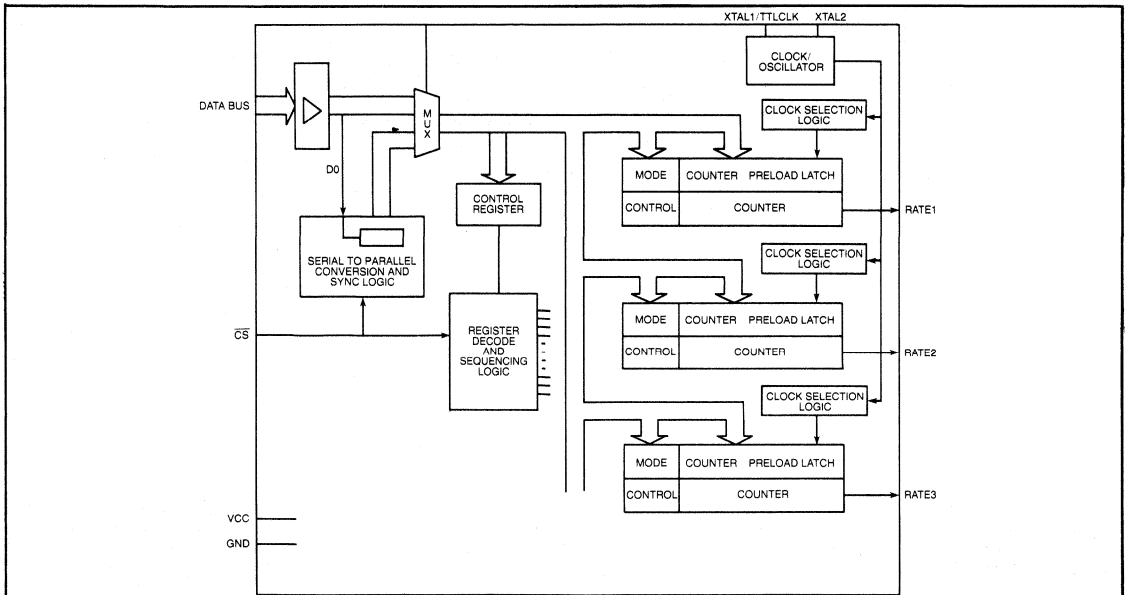 XTAL1/TTLCLK XTAL2
CLOCK/
OSCILLATOR
DATA BUS
MUX
CLOCK SELECTION
LOGIC
D0
MODE
COUNTER PRELOAD LATCH
CONTROL
REGISTER
CONTROL
COUNTER
RATE1
SERIAL TO PARALLEL
CONVERSION AND
SYNC LOGIC
CLOCK SELECTION
LOGIC
MODE
COUNTER PRELOAD LATCH
CS
REGISTER
DECODE
AND
SEQUENCING
LOGIC
CONTROL
COUNTER
RATE2
CLOCK SELECTION
LOGIC
MODE
COUNTER PRELOAD LATCH
CONTROL
COUNTER
RATE3
VCC
GND